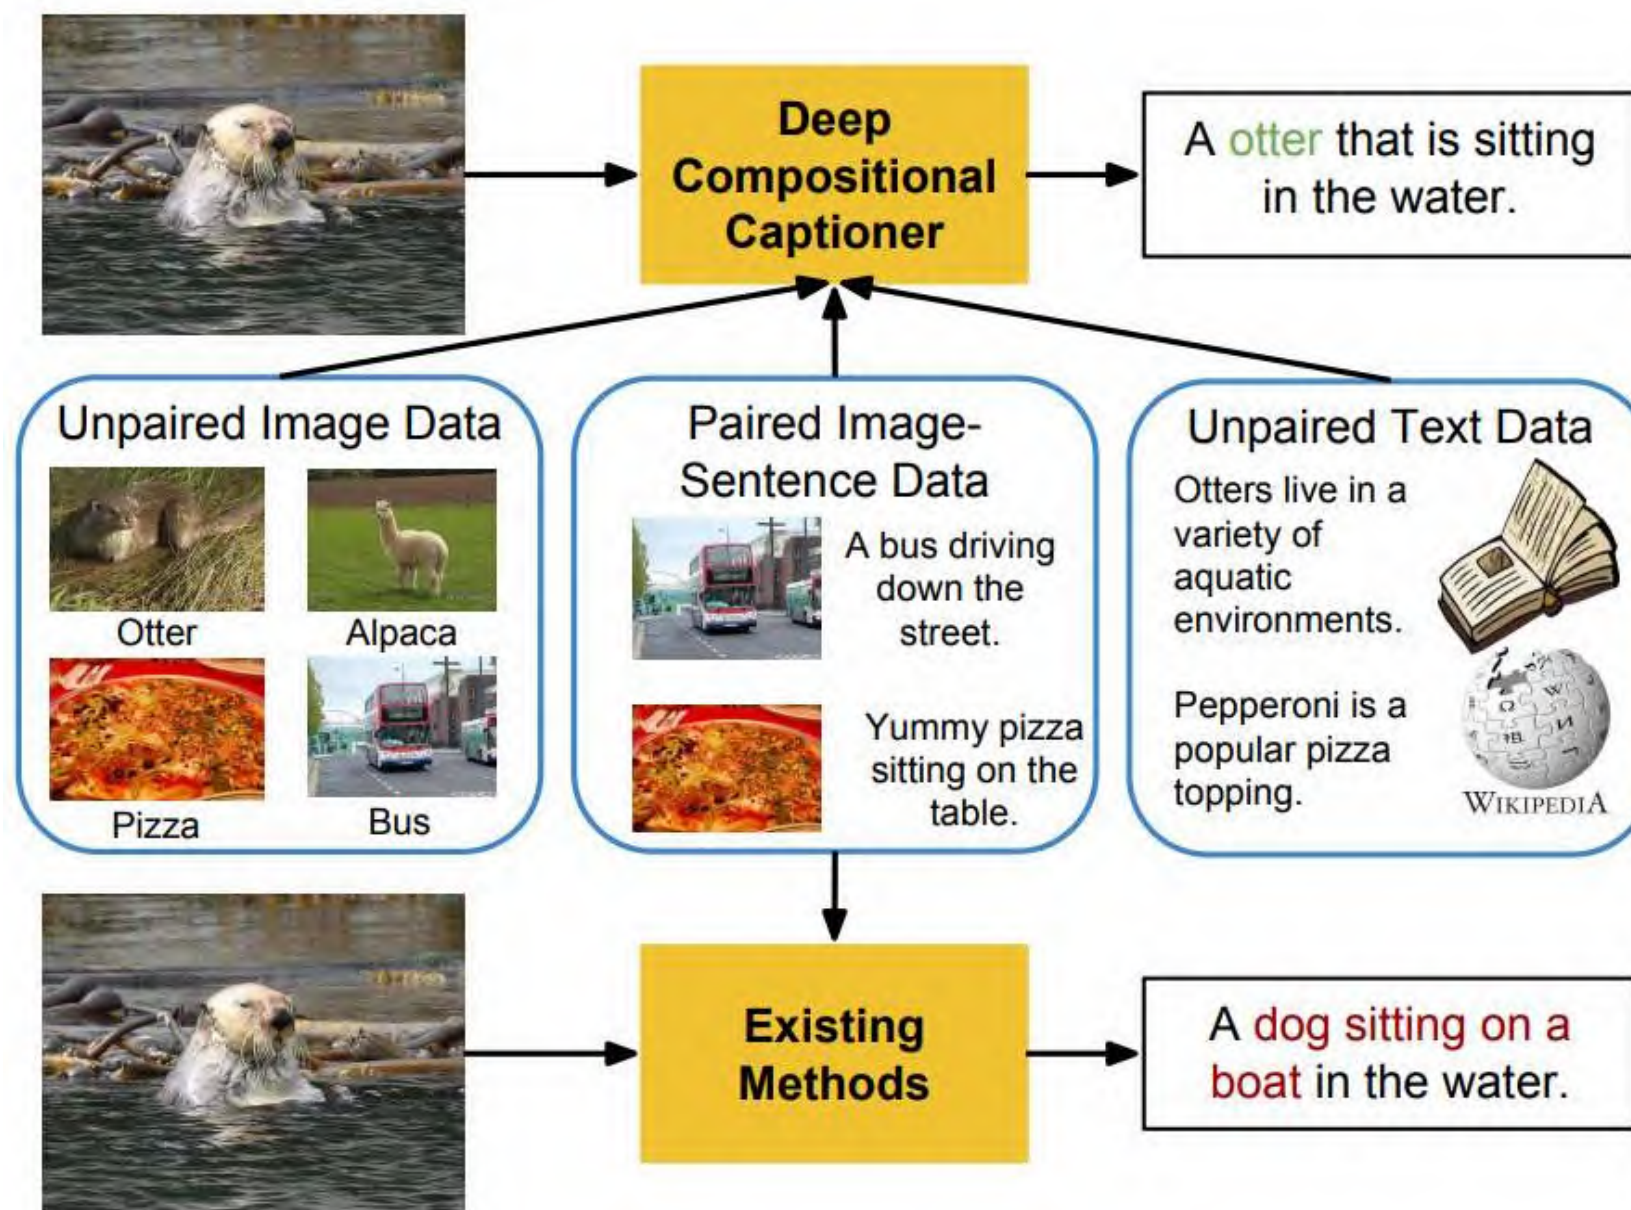 Deep
Compositional
Captioner
A otter that is sitting
in the water.
Unpaired Image Data
Otter
Alpaca
Pizza
Bus
Paired Image-
Sentence Data
A bus driving
down the
street.
Yummy pizza
sitting on the
table.
Unpaired Text Data
Otters live in a
variety of
aquatic
environments.
Pepperoni is a
popular pizza
topping.
WIKIPEDIA
Existing
Methods
A dog sitting on a
boat in the water.